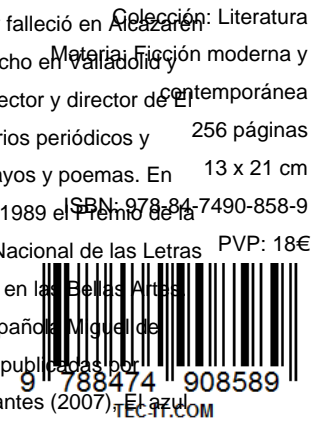 falleció en Alcazarén
Colección: Literatura
cho en Valladolid y
Materia: Ficción moderna y
ector y director de El
contemporánea
rios periódicos y
256 páginas
ayos y poemas. En
13 x 21 cm
1989 el Premio de la
ISBN: 978-84-7490-858-9
Nacional de las Letras
PVP: 18€
en las Bellas Artes.
pañola Miguel de
publicadas por
9 788474 908589
antes (2007), El azul
TEC-IT.COM